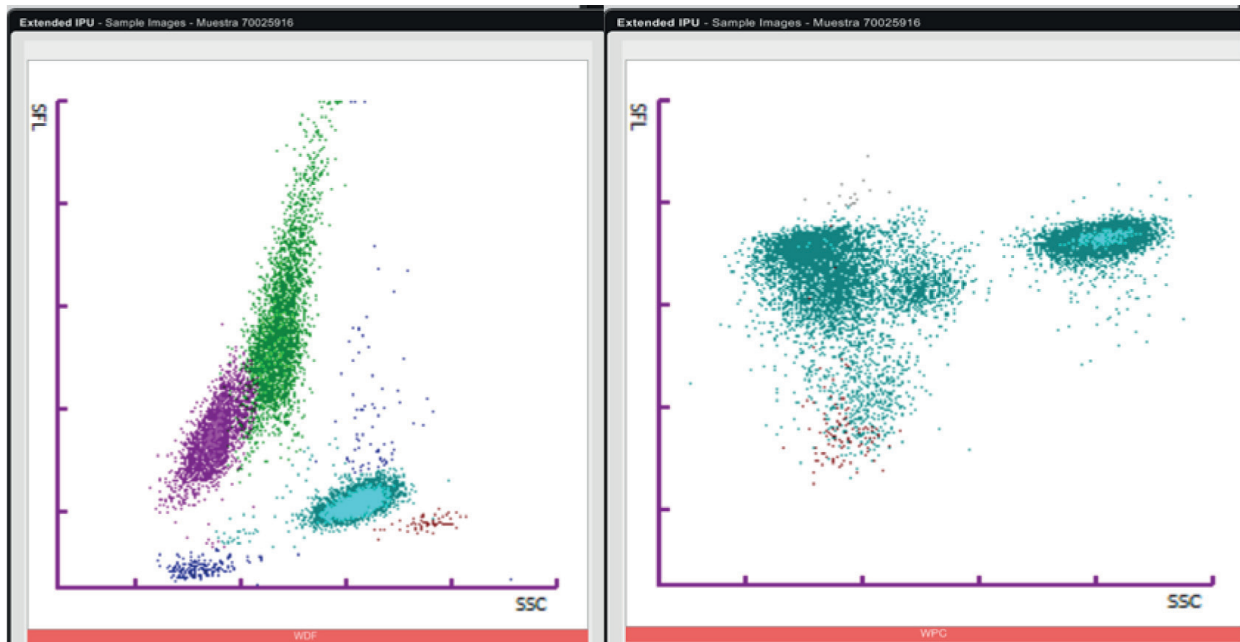 Extended IPU - Sample Images - Muestra 70025916
SFL
SSC
WDF
Extended IPU - Sample Images - Muestra 70025916
SFL
SSC
WPC